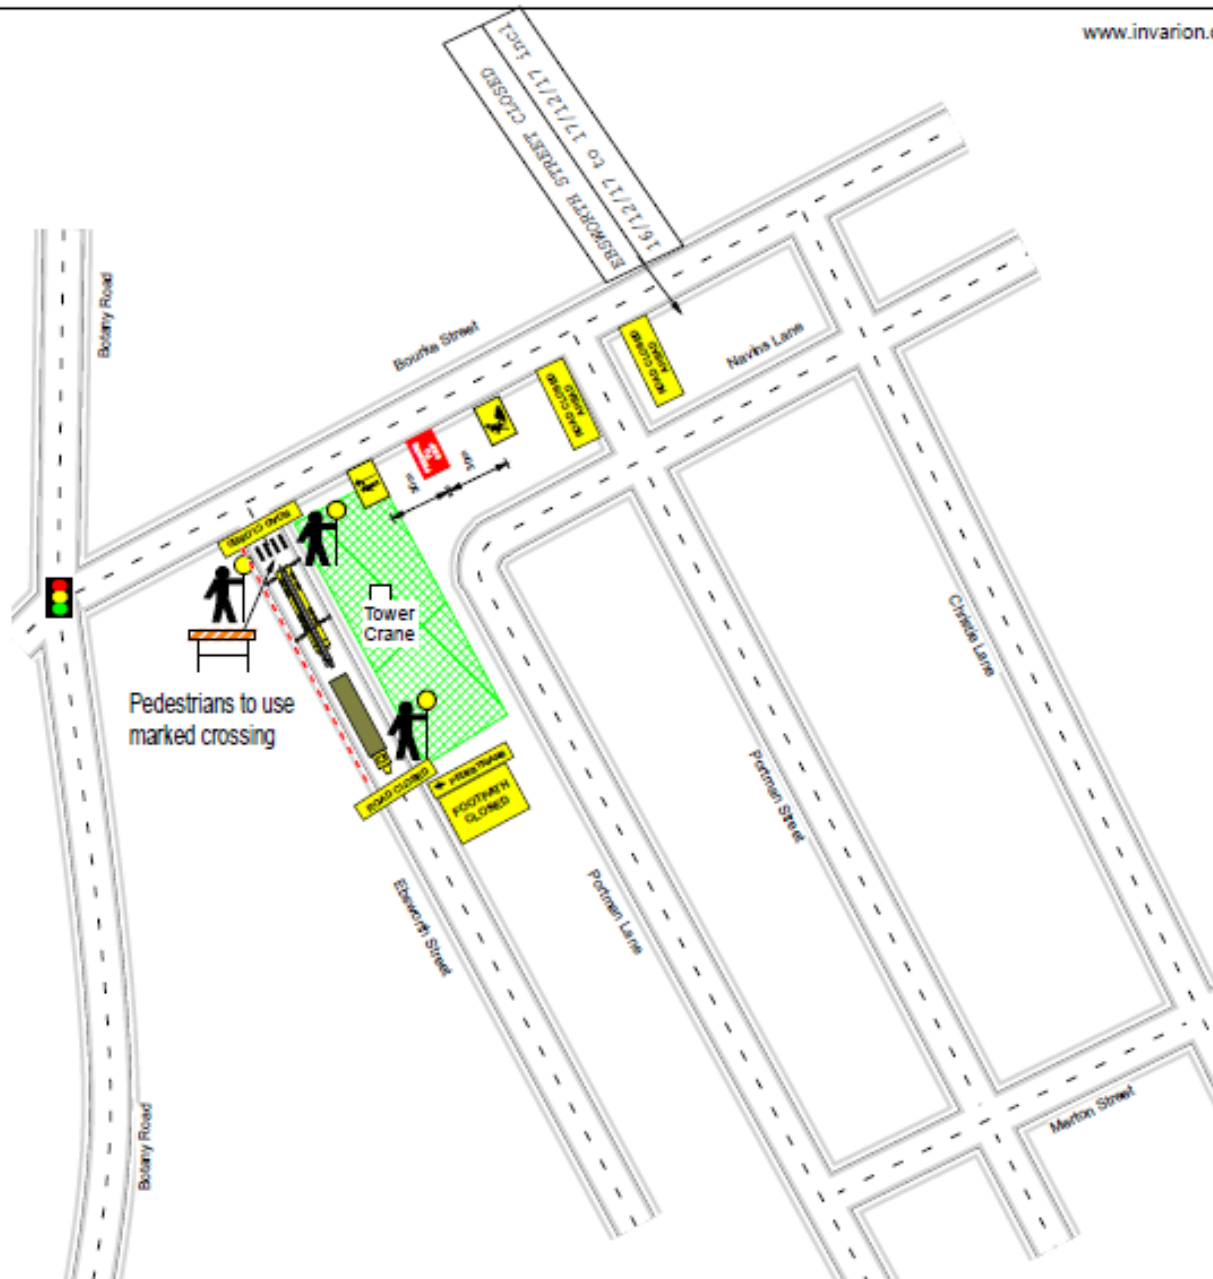 www.invarion.c
16/12/17 to 17/12/17 incl
EBSWORTH STREET CLOSED
Botany Road
Bourke Street
Navins Lane
ROAD CLOSED
AHEAD
ROAD CLOSED
AHEAD
ROAD CLOSED
Tower
Crane
Pedestrians to use
marked crossing
ROAD CLOSED
PEDESTRIANS
FOOTPATH
CLOSED
Christie Lane
Portman Street
Portman Lane
Ebsworth Street
Botany Road
Merton Street